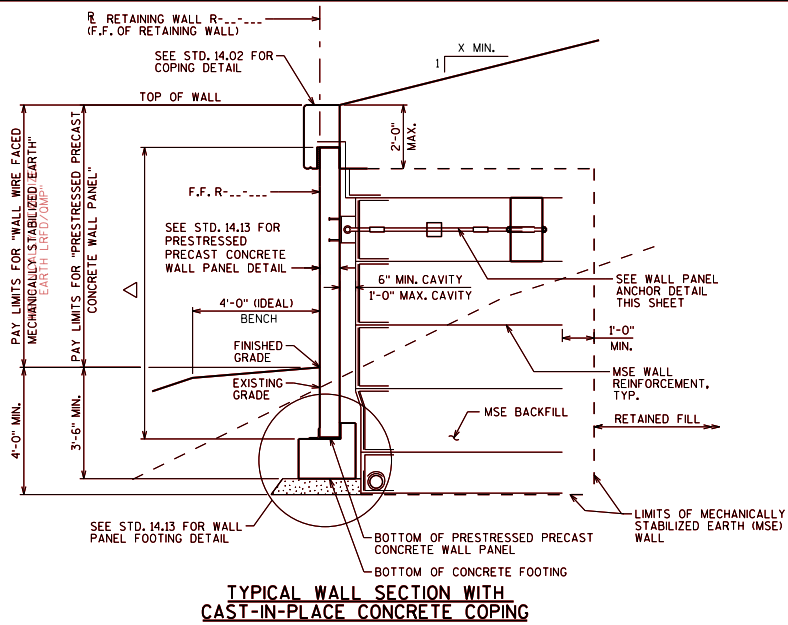 ℞ RETAINING WALL R-__-___
(F.F. OF RETAINING WALL)
SEE STD. 14.02 FOR
COPING DETAIL
X MIN.
1
TOP OF WALL
2'-0"
MAX.
PAY LIMITS FOR "WALL WIRE FACED
MECHANICALLY STABILIZED EARTH"
EARTH LRFD/QMP"
PAY LIMITS FOR "PRESTRESSED PRECAST
CONCRETE WALL PANEL"
F.F. R-__-___
SEE STD. 14.13 FOR
PRESTRESSED
PRECAST CONCRETE
WALL PANEL DETAIL
6" MIN. CAVITY
1'-0" MAX. CAVITY
SEE WALL PANEL
ANCHOR DETAIL
THIS SHEET
4'-0" (IDEAL)
BENCH
1'-0"
MIN.
FINISHED
GRADE
EXISTING
GRADE
MSE WALL
REINFORCEMENT,
TYP.
4'-0" MIN.
3'-6" MIN.
MSE BACKFILL
RETAINED FILL
SEE STD. 14.13 FOR WALL
PANEL FOOTING DETAIL
BOTTOM OF PRESTRESSED PRECAST
CONCRETE WALL PANEL
BOTTOM OF CONCRETE FOOTING
LIMITS OF MECHANICALLY
STABILIZED EARTH (MSE)
WALL
TYPICAL WALL SECTION WITH
CAST-IN-PLACE CONCRETE COPING